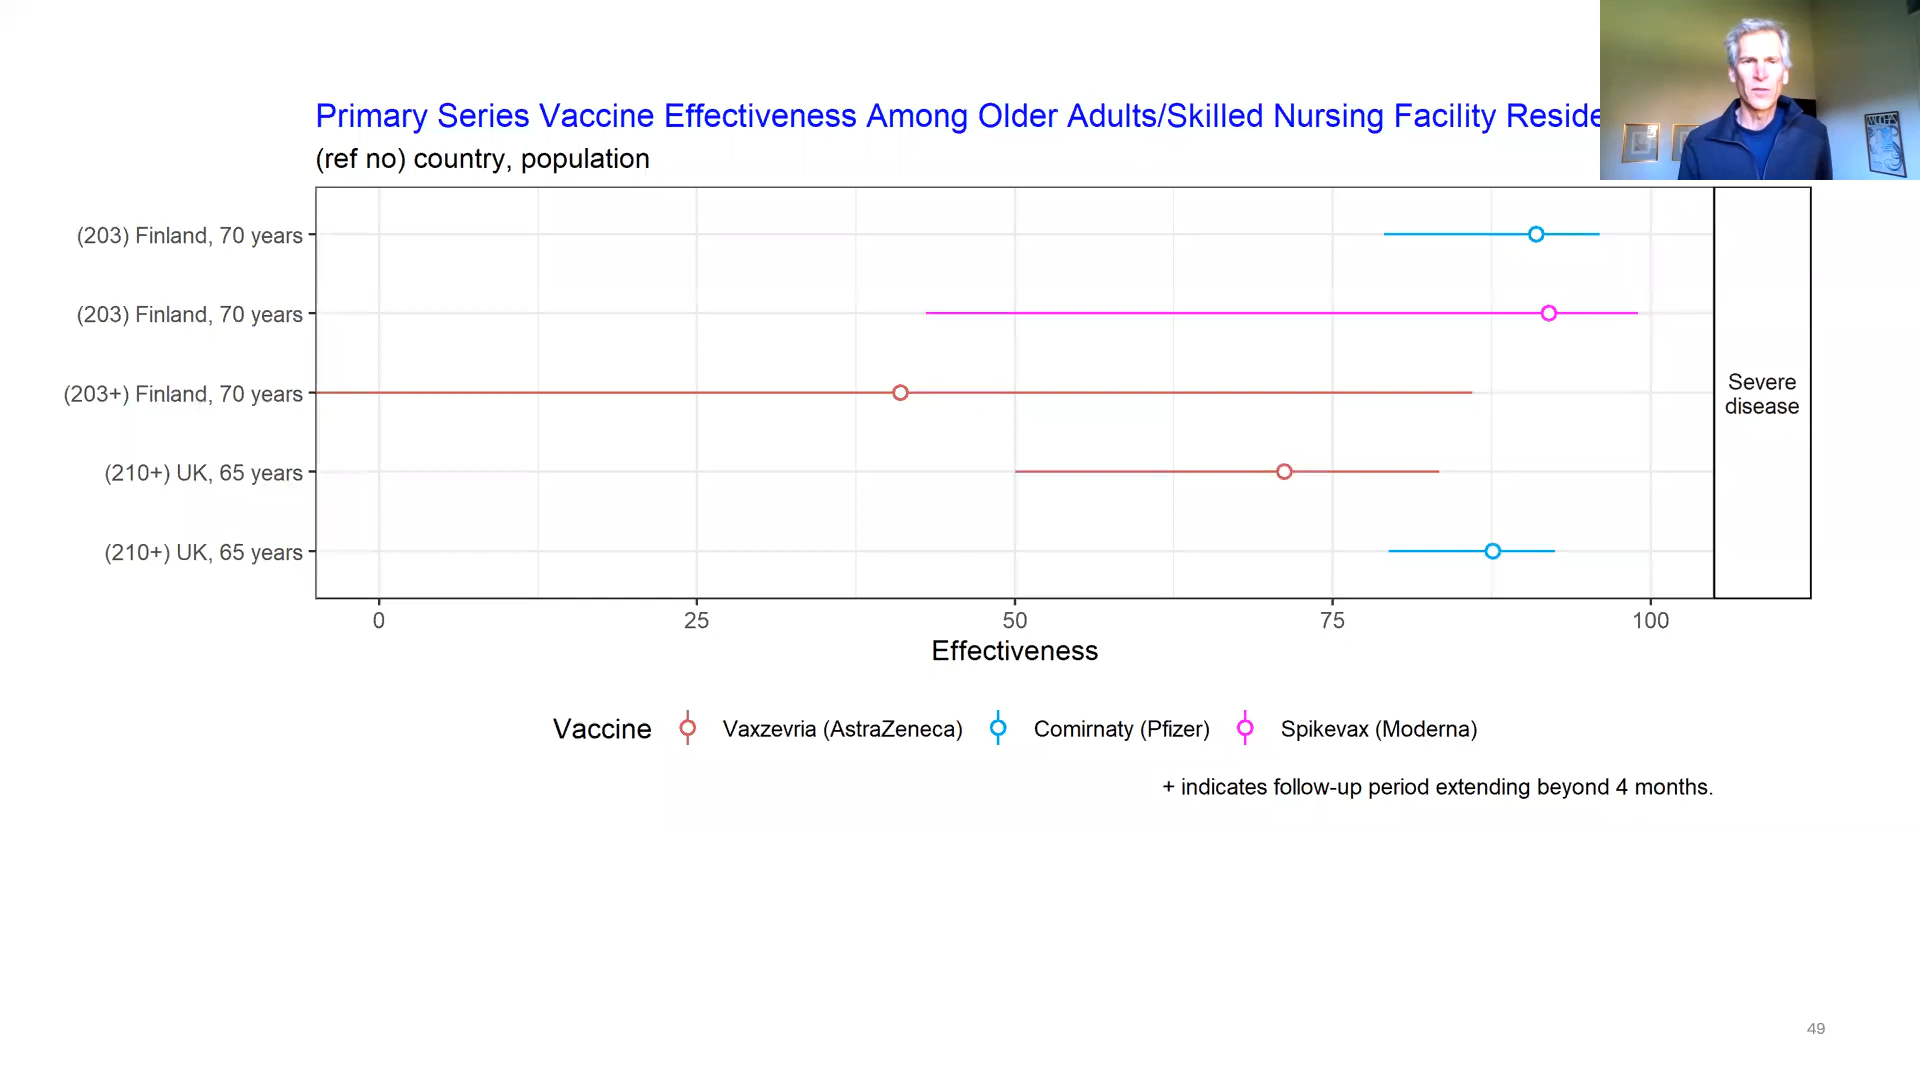 Primary Series Vaccine Effectiveness Among Older Adults/Skilled Nursing Facility
(ref no) country, population
(203) Finland, 70 years
(203) Finland, 70 years
(203+) Finland, 70 years
(210+) UK, 65 years
(210+) UK, 65 years
Severe
disease
0 25 50 75 100
Effectiveness
Vaccine Vaxzevria (AstraZeneca) Comirnaty (Pfizer) Spikevax (Moderna)
+ indicates follow-up period extending beyond 4 months.
49